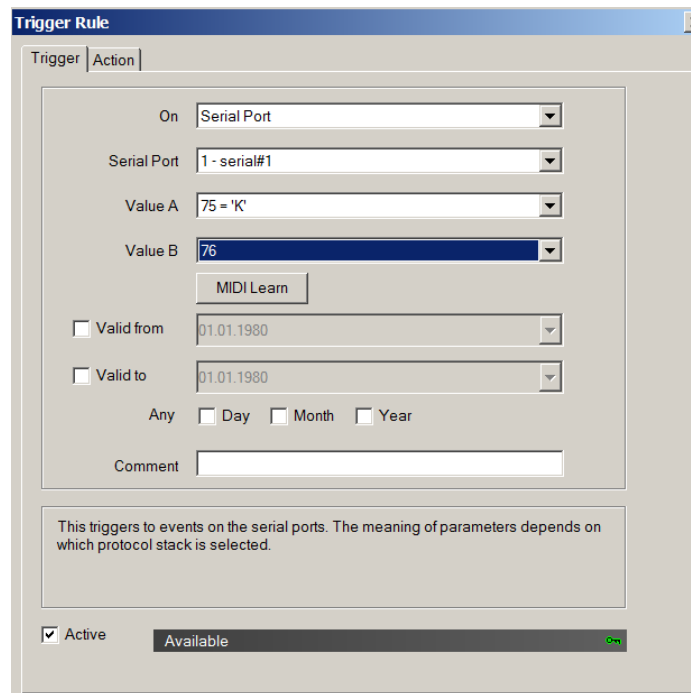 Trigger Rule
Trigger Action
On Serial Port
Serial Port 1 - serial#1
Value A 75 = 'K'
Value B 76
MIDI Learn
Valid from 01.01.1980
Valid to 01.01.1980
Any Day Month Year
Comment
This triggers to events on the serial ports. The meaning of parameters depends on
which protocol stack is selected.
Active Available